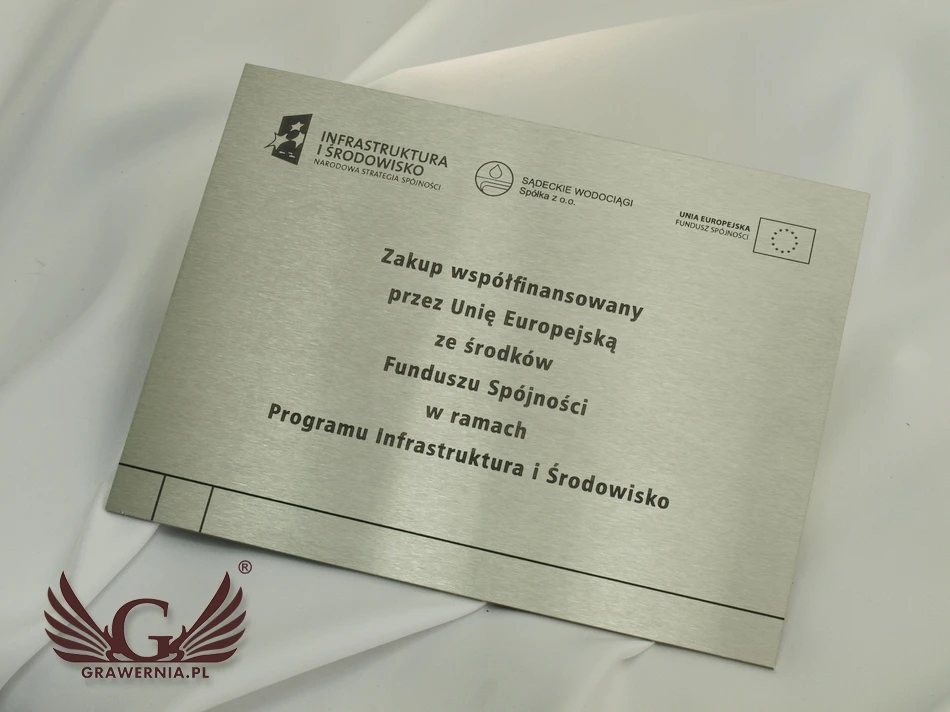 INFRASTRUKTURA
I ŚRODOWISKO
NARODOWA STRATEGIA SPÓJNOŚCI
SĄDECKIE WODOCIĄGI
Spółka z o.o.
UNIA EUROPEJSKA
FUNDUSZ SPÓJNOŚCI
Zakup współfinansowany
przez Unię Europejską
ze środków
Funduszu Spójności
w ramach
Programu Infrastruktura i Środowisko
G®
GRAWERNIA.PL